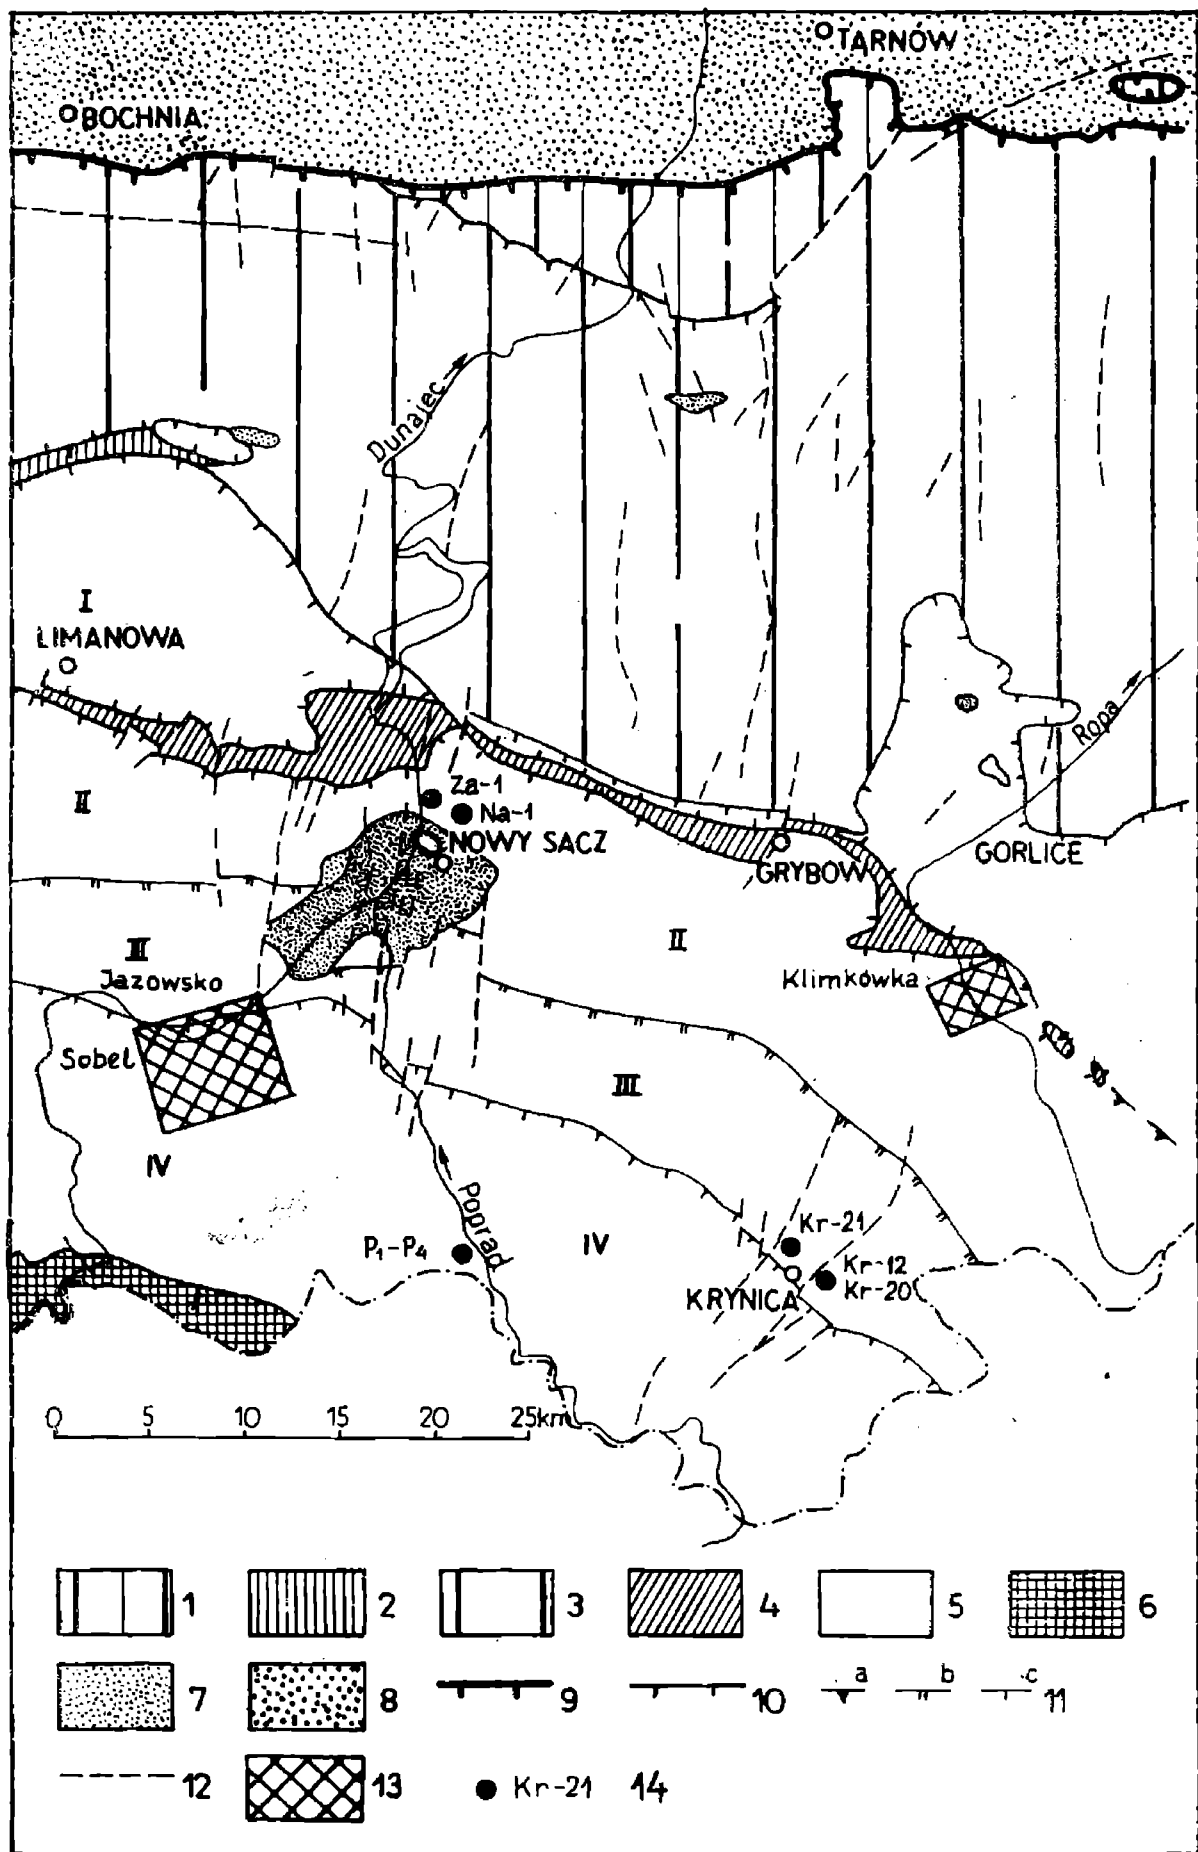 TARNÓW
BOCHNIA
Dunajec
I
LIMANOWA
Ropa
II
Za-1
Na-1
NOWY SACZ
GRYBÓW
GORLICE
III
II
Jazowsko
Klimkówka
Sobel
III
IV
Poprad
P₁-P₄
IV
Kr-21
Kr-12
Kr-20
KRYNICA
0 5 10 15 20 25km
1 2 3 4 5 6
7 8 9 10 a b c 11
12 13 Kr-21 14